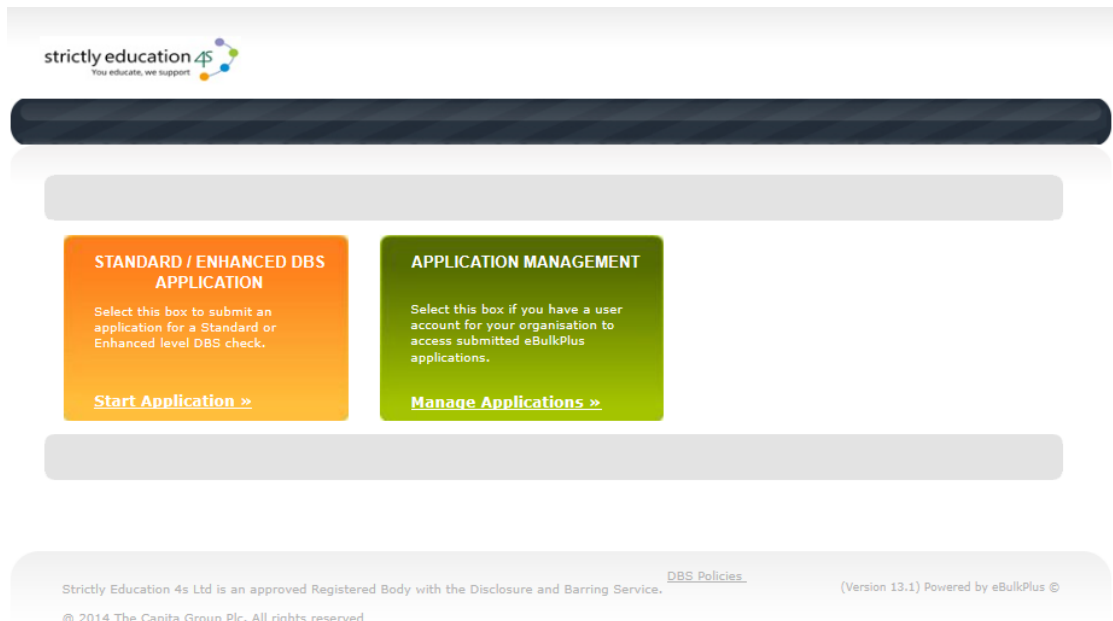 strictly education 4S
You educate, we support
STANDARD / ENHANCED DBS
APPLICATION
Select this box to submit an
application for a Standard or
Enhanced level DBS check.
Start Application »
APPLICATION MANAGEMENT
Select this box if you have a user
account for your organisation to
access submitted eBulkPlus
applications.
Manage Applications »
Strictly Education 4s Ltd is an approved Registered Body with the Disclosure and Barring Service.
DBS Policies
(Version 13.1) Powered by eBulkPlus ©
@ 2014 The Capita Group Plc. All rights reserved